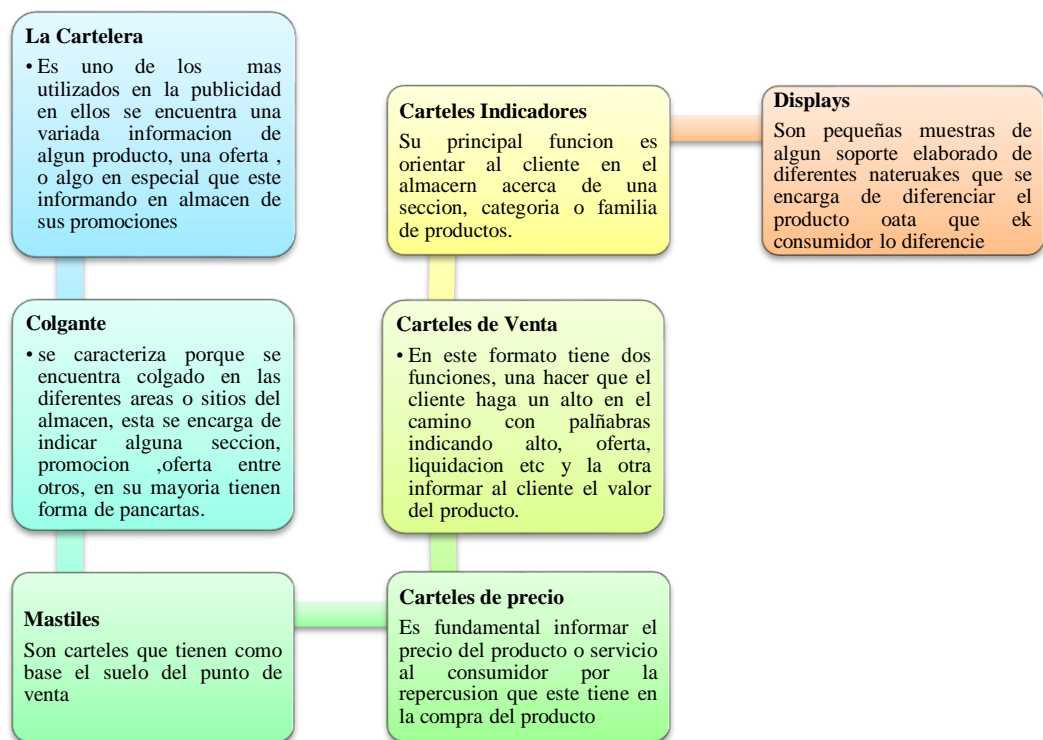 La Cartelera
• Es uno de los mas
utilizados en la publicidad
en ellos se encuentra una
variada informacion de
algun producto, una oferta ,
o algo en especial que este
informando en almacen de
sus promociones
Colgante
• se caracteriza porque se
encuentra colgado en las
diferentes areas o sitios del
almacen, esta se encarga de
indicar alguna seccion,
promocion ,oferta entre
otros, en su mayoria tienen
forma de pancartas.
Mastiles
Son carteles que tienen como
base el suelo del punto de
venta
Carteles de precio
Es fundamental informar el
precio del producto o servicio
al consumidor por la
repercusion que este tiene en
la compra del producto
Carteles de Venta
• En este formato tiene dos
funciones, una hacer que el
cliente haga un alto en el
camino con palñabras
indicando alto, oferta,
liquidacion etc y la otra
informar al cliente el valor
del producto.
Carteles Indicadores
Su principal funcion es
orientar al cliente en el
almacern acerca de una
seccion, categoria o familia
de productos.
Displays
Son pequeñas muestras de
algun soporte elaborado de
diferentes nateruakes que se
encarga de diferenciar el
producto oata que ek
consumidor lo diferencie